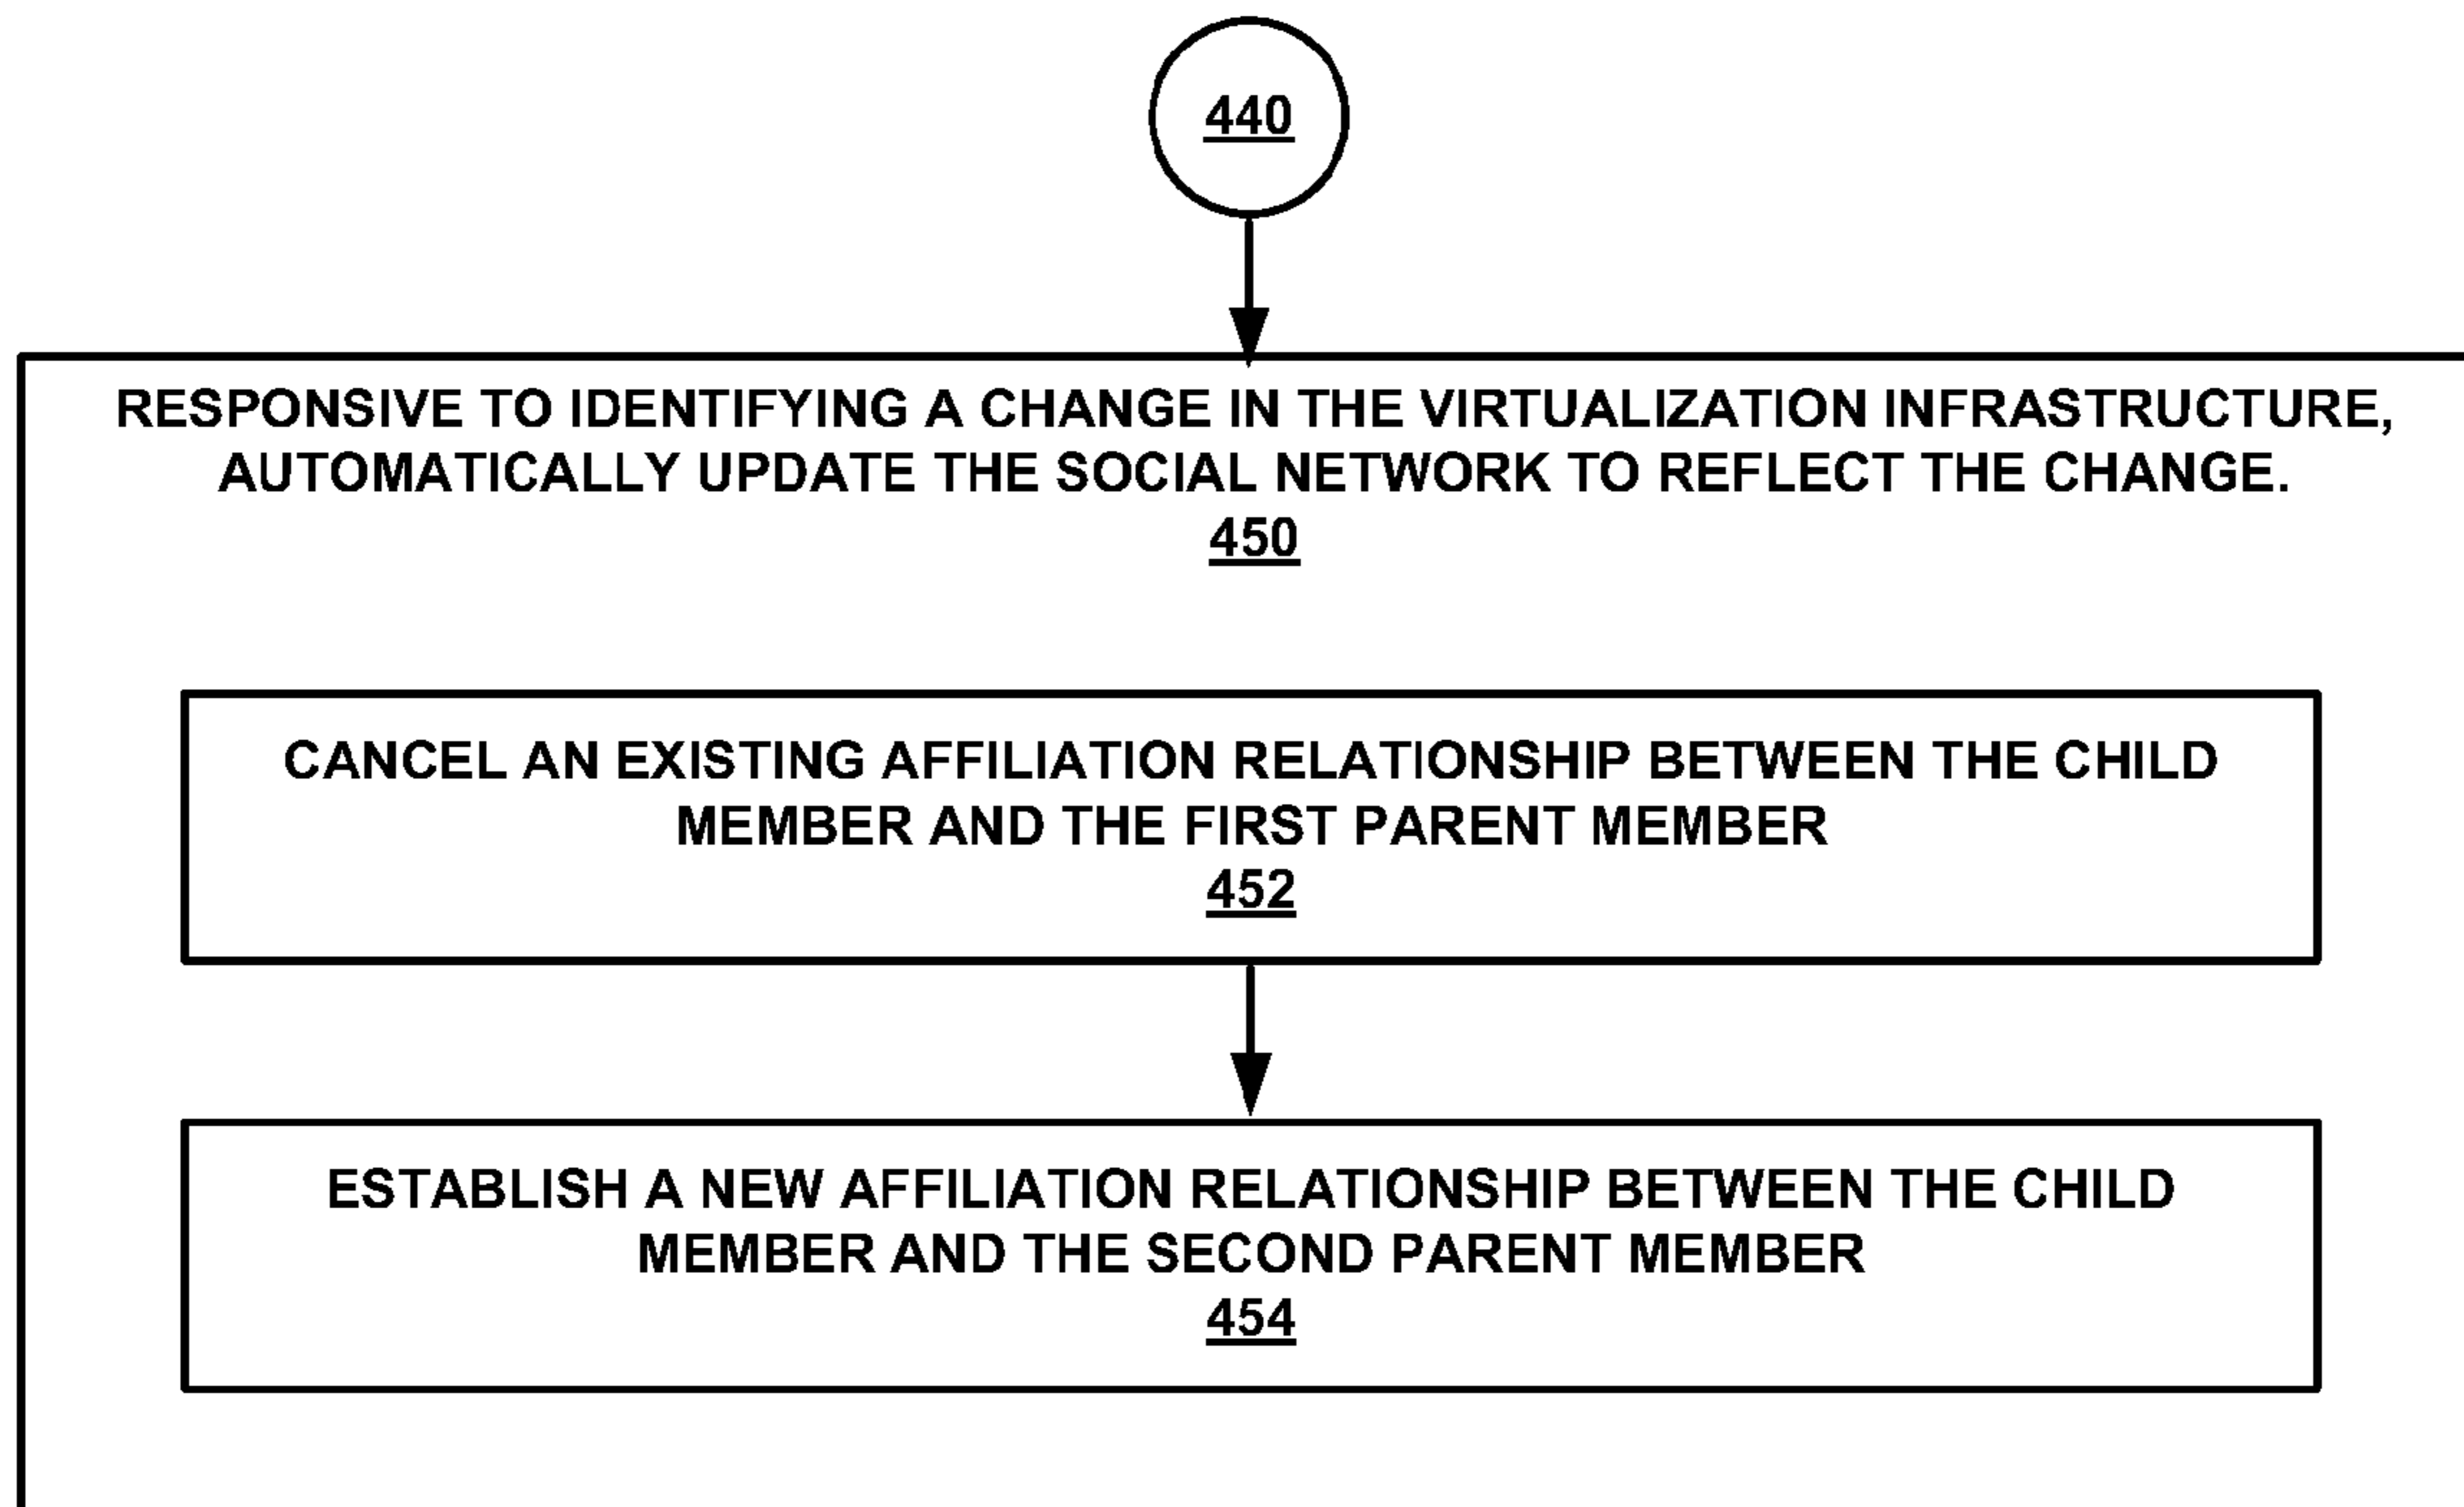 440
RESPONSIVE TO IDENTIFYING A CHANGE IN THE VIRTUALIZATION INFRASTRUCTURE,
AUTOMATICALLY UPDATE THE SOCIAL NETWORK TO REFLECT THE CHANGE.
450
CANCEL AN EXISTING AFFILIATION RELATIONSHIP BETWEEN THE CHILD
MEMBER AND THE FIRST PARENT MEMBER
452
ESTABLISH A NEW AFFILIATION RELATIONSHIP BETWEEN THE CHILD
MEMBER AND THE SECOND PARENT MEMBER
454